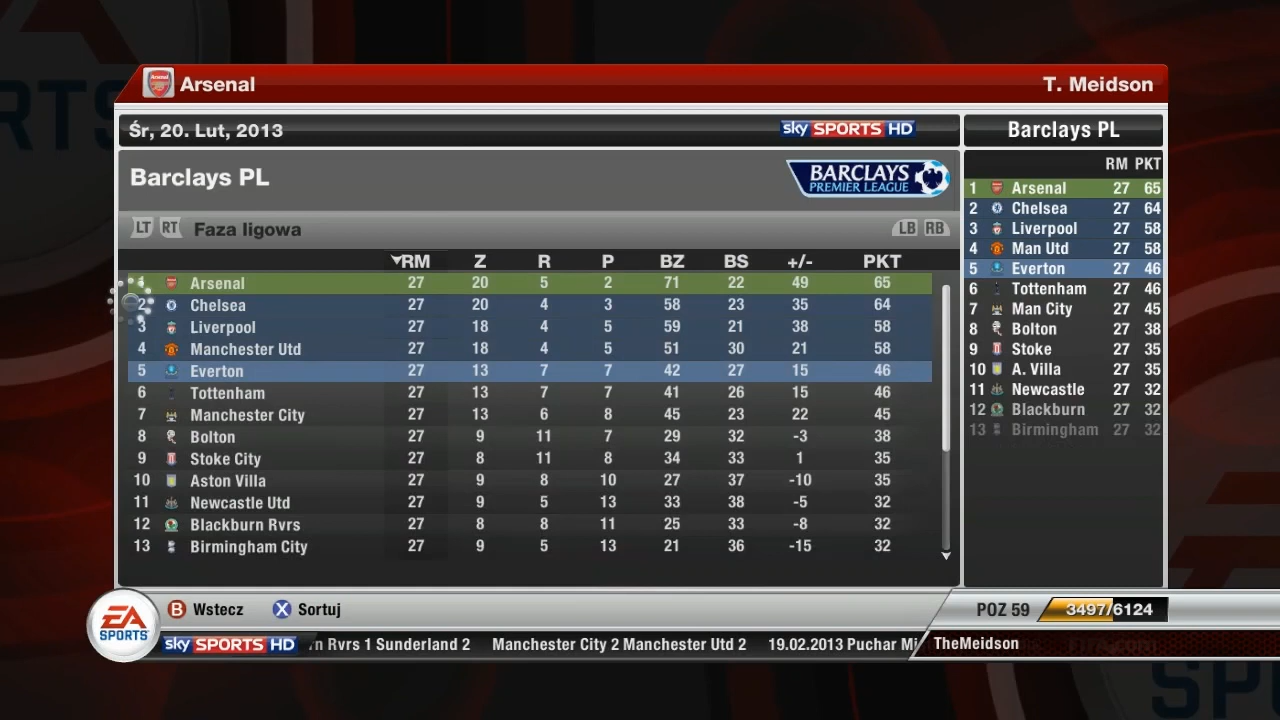 Arsenal T. Meidson
Śr, 20. Lut, 2013 sky SPORTS HD Barclays PL
Barclays PL BARCLAYS PREMIER LEAGUE
LT RT Faza ligowa LB RB
RM Z R P BZ BS +/- PKT
1 Arsenal 27 20 5 2 71 22 49 65
2 Chelsea 27 20 4 3 58 23 35 64
3 Liverpool 27 18 4 5 59 21 38 58
4 Manchester Utd 27 18 4 5 51 30 21 58
5 Everton 27 13 7 7 42 27 15 46
6 Tottenham 27 13 7 7 41 26 15 46
7 Manchester City 27 13 6 8 45 23 22 45
8 Bolton 27 9 11 7 29 32 -3 38
9 Stoke City 27 8 11 8 34 33 1 35
10 Aston Villa 27 9 8 10 27 37 -10 35
11 Newcastle Utd 27 9 5 13 33 38 -5 32
12 Blackburn Rvrs 27 8 8 11 25 33 -8 32
13 Birmingham City 27 9 5 13 21 36 -15 32
RM PKT
1 Arsenal 27 65
2 Chelsea 27 64
3 Liverpool 27 58
4 Man Utd 27 58
5 Everton 27 46
6 Tottenham 27 46
7 Man City 27 45
8 Bolton 27 38
9 Stoke 27 35
10 A. Villa 27 35
11 Newcastle 27 32
12 Blackburn 27 32
13 Birmingham 27 32
B Wstecz X Sortuj POZ 59 3497/6124
EA SPORTS
sky SPORTS HD n Rvrs 1 Sunderland 2 Manchester City 2 Manchester Utd 2 19.02.2013 Puchar Mi TheMeidson